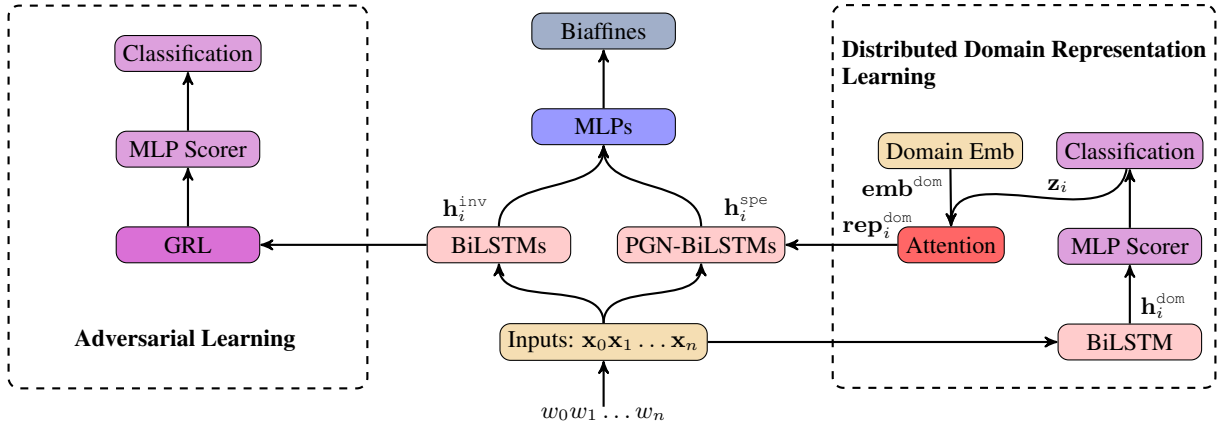 Biaffines
Classification
Distributed Domain Representation
Learning
MLPs
MLP Scorer
Domain Emb
Classification
emb^dom
z_i
h_i^inv
h_i^spe
rep_i^dom
GRL
BiLSTMs
PGN-BiLSTMs
Attention
MLP Scorer
h_i^dom
Adversarial Learning
Inputs: x_0x_1 … x_n
BiLSTM
w_0w_1 … w_n